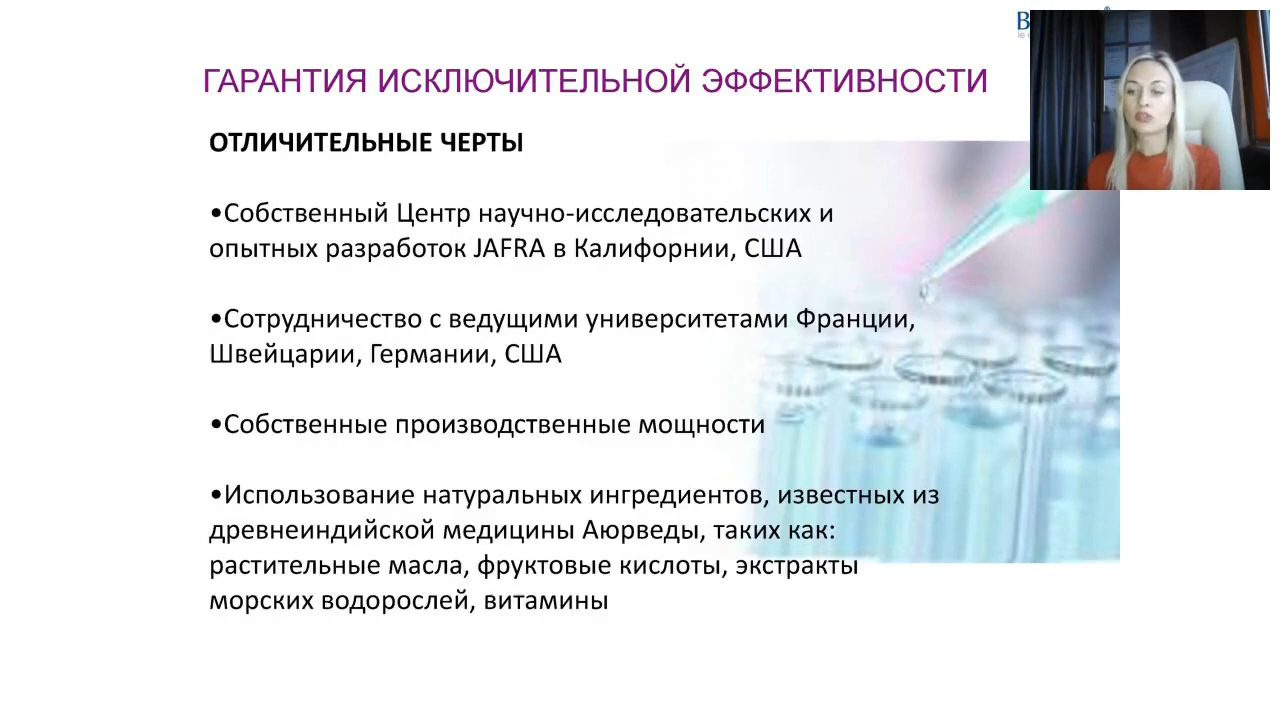 ГАРАНТИЯ ИСКЛЮЧИТЕЛЬНОЙ ЭФФЕКТИВНОСТИ
ОТЛИЧИТЕЛЬНЫЕ ЧЕРТЫ
•Собственный Центр научно-исследовательских и
опытных разработок JAFRA в Калифорнии, США
•Сотрудничество с ведущими университетами Франции,
Швейцарии, Германии, США
•Собственные производственные мощности
•Использование натуральных ингредиентов, известных из
древнеиндийской медицины Аюрведы, таких как:
растительные масла, фруктовые кислоты, экстракты
морских водорослей, витамины